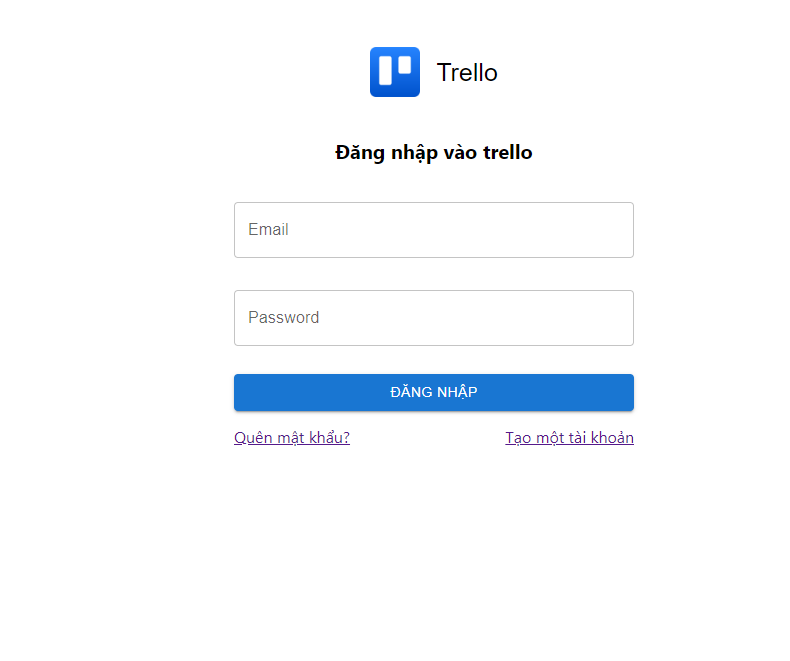 Trello
Đăng nhập vào trello
Email
Password
ĐĂNG NHẬP
Quên mật khẩu? Tạo một tài khoản